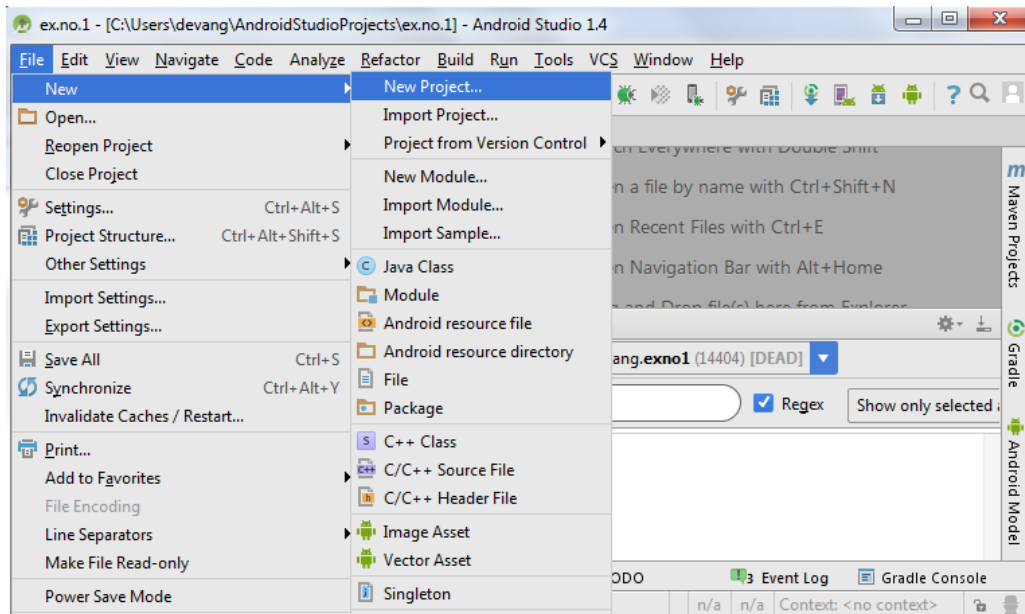 ex.no.1 - [C:\Users\devang\AndroidStudioProjects\ex.no.1] - Android Studio 1.4
File Edit View Navigate Code Analyze Refactor Build Run Tools VCS Window Help
New
Open...
Reopen Project
Close Project
Settings... Ctrl+Alt+S
Project Structure... Ctrl+Alt+Shift+S
Other Settings
Import Settings...
Export Settings...
Save All Ctrl+S
Synchronize Ctrl+Alt+Y
Invalidate Caches / Restart...
Print...
Add to Favorites
File Encoding
Line Separators
Make File Read-only
Power Save Mode
New Project...
Import Project...
Project from Version Control
New Module...
Import Module...
Import Sample...
Java Class
Module
Android resource file
Android resource directory
File
Package
C++ Class
C/C++ Source File
C/C++ Header File
Image Asset
Vector Asset
Singleton
Everywhere with Double Shift
a file by name with Ctrl+Shift+N
Recent Files with Ctrl+E
Navigation Bar with Alt+Home
and Drop file(s) here from Explorer
ang.exno1 (14404) [DEAD]
Regex
Show only selected
ODO
3 Event Log
Gradle Console
n/a n/a Context: <no context>
Maven Projects
Gradle
Android Model